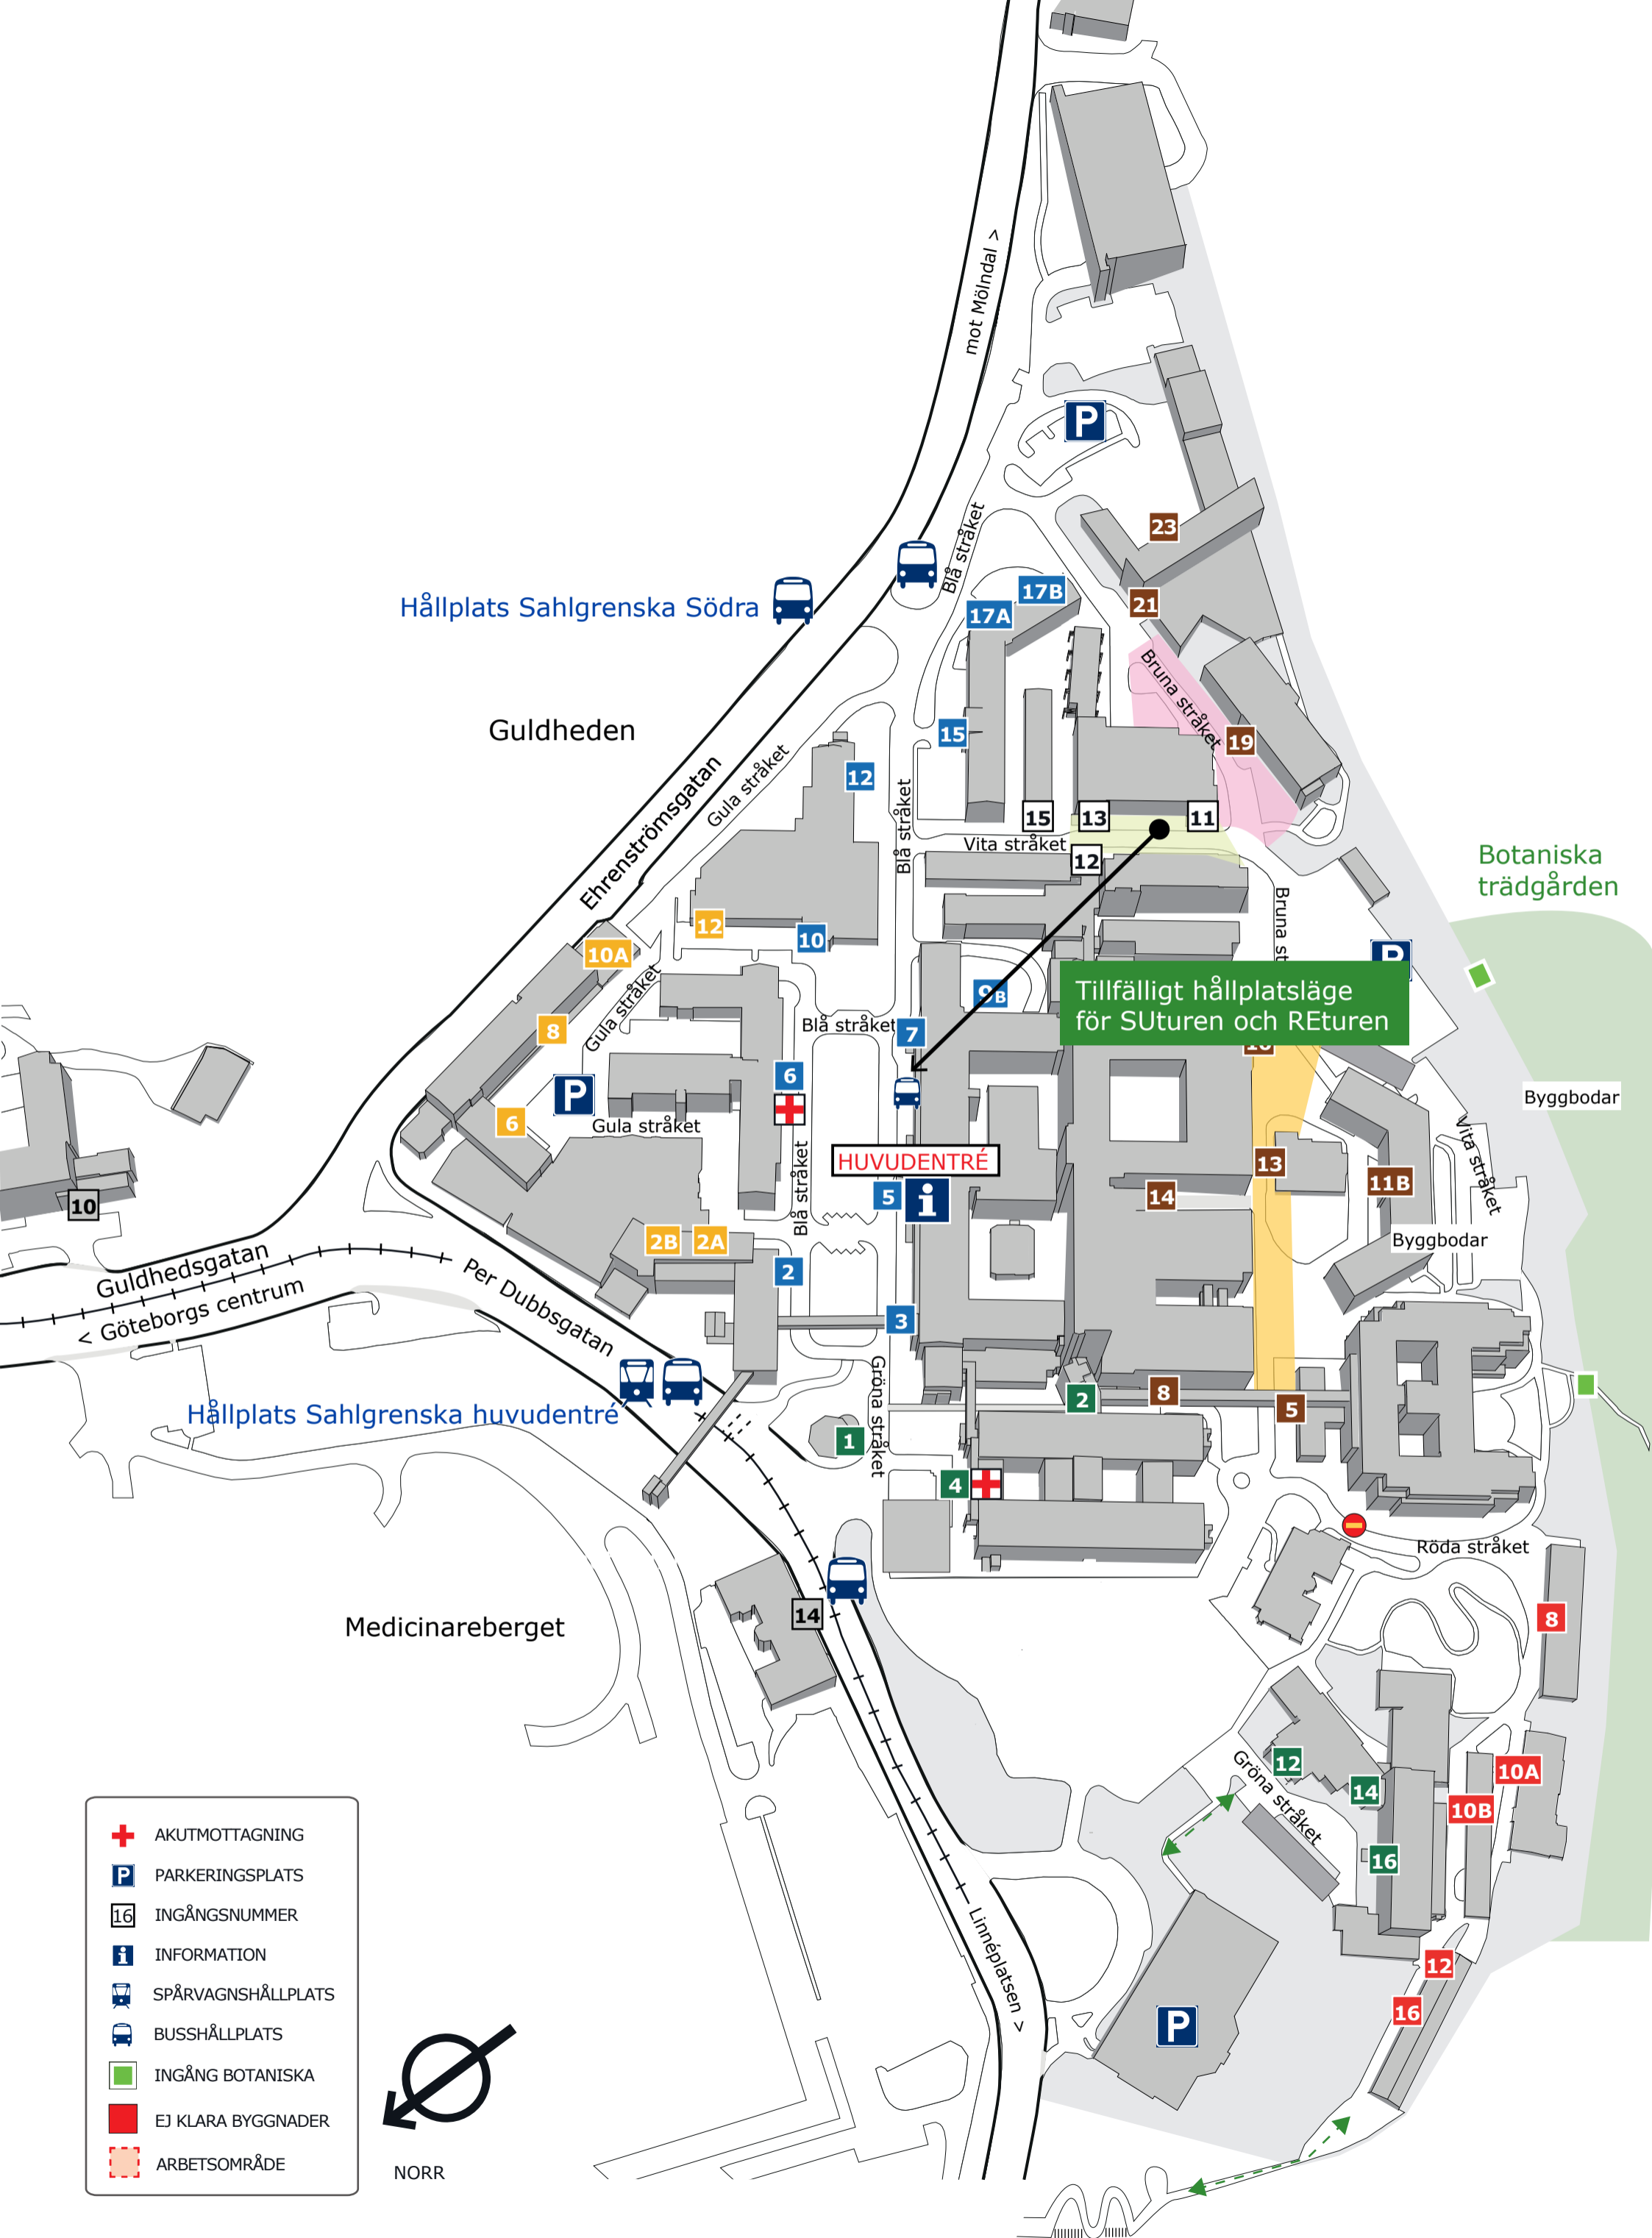 mot Mölndal >
P
Blå stråket
23
Hållplats Sahlgrenska Södra
17B
17A
21
Bruna stråket
Guldheden
15
19
12
Gula stråket
Ehrenströmsgatan
Blå stråket
15
13
11
Vita stråket
12
Botaniska
trädgården
Bruna st
12
10
10A
P
9B
Tillfälligt hållplatsläge
för SUturen och REturen
Gula stråket
8
Blå stråket
7
6
P
Byggbodar
6
Gula stråket
Vita stråket
HUVUDENTRÉ
13
11B
14
5
i
10
Blå stråket
2B
2A
Byggbodar
Guldhedsgatan
< Göteborgs centrum
Per Dubbsgatan
2
3
Gröna stråket
Hållplats Sahlgrenska huvudentré
2
8
5
1
4
Röda stråket
14
8
Medicinareberget
Gröna stråket
12
14
10A
10B
16
Linnéplatsen >
12
16
P
AKUTMOTTAGNING
P PARKERINGSPLATS
16 INGÅNGSNUMMER
i INFORMATION
SPÅRVAGNSHÅLLPLATS
BUSSHÅLLPLATS
INGÅNG BOTANISKA
EJ KLARA BYGGNADER
ARBETSOMRÅDE
NORR